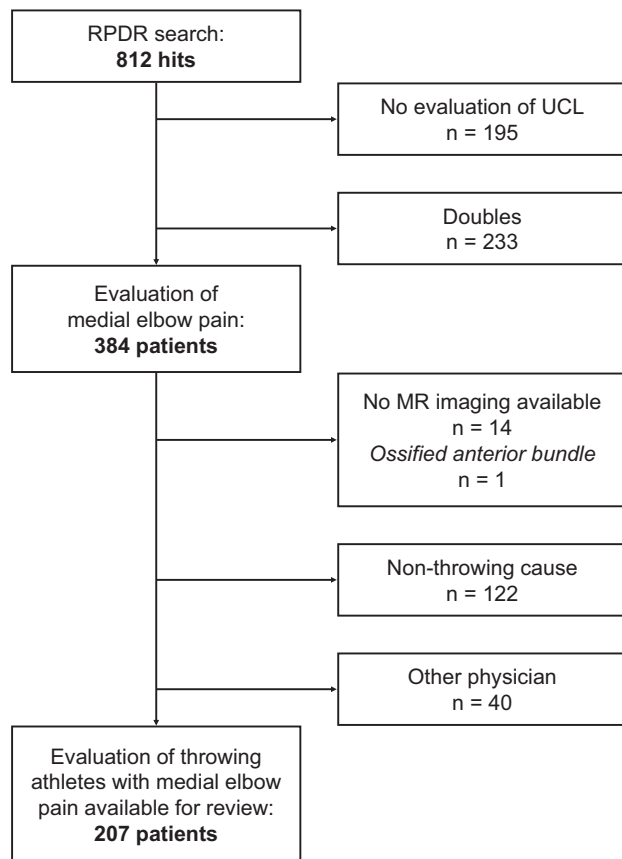 RPDR search:
812 hits
No evaluation of UCL
n = 195
Doubles
n = 233
Evaluation of
medial elbow pain:
384 patients
No MR imaging available
n = 14
Ossified anterior bundle
n = 1
Non-throwing cause
n = 122
Other physician
n = 40
Evaluation of throwing
athletes with medial elbow
pain available for review:
207 patients